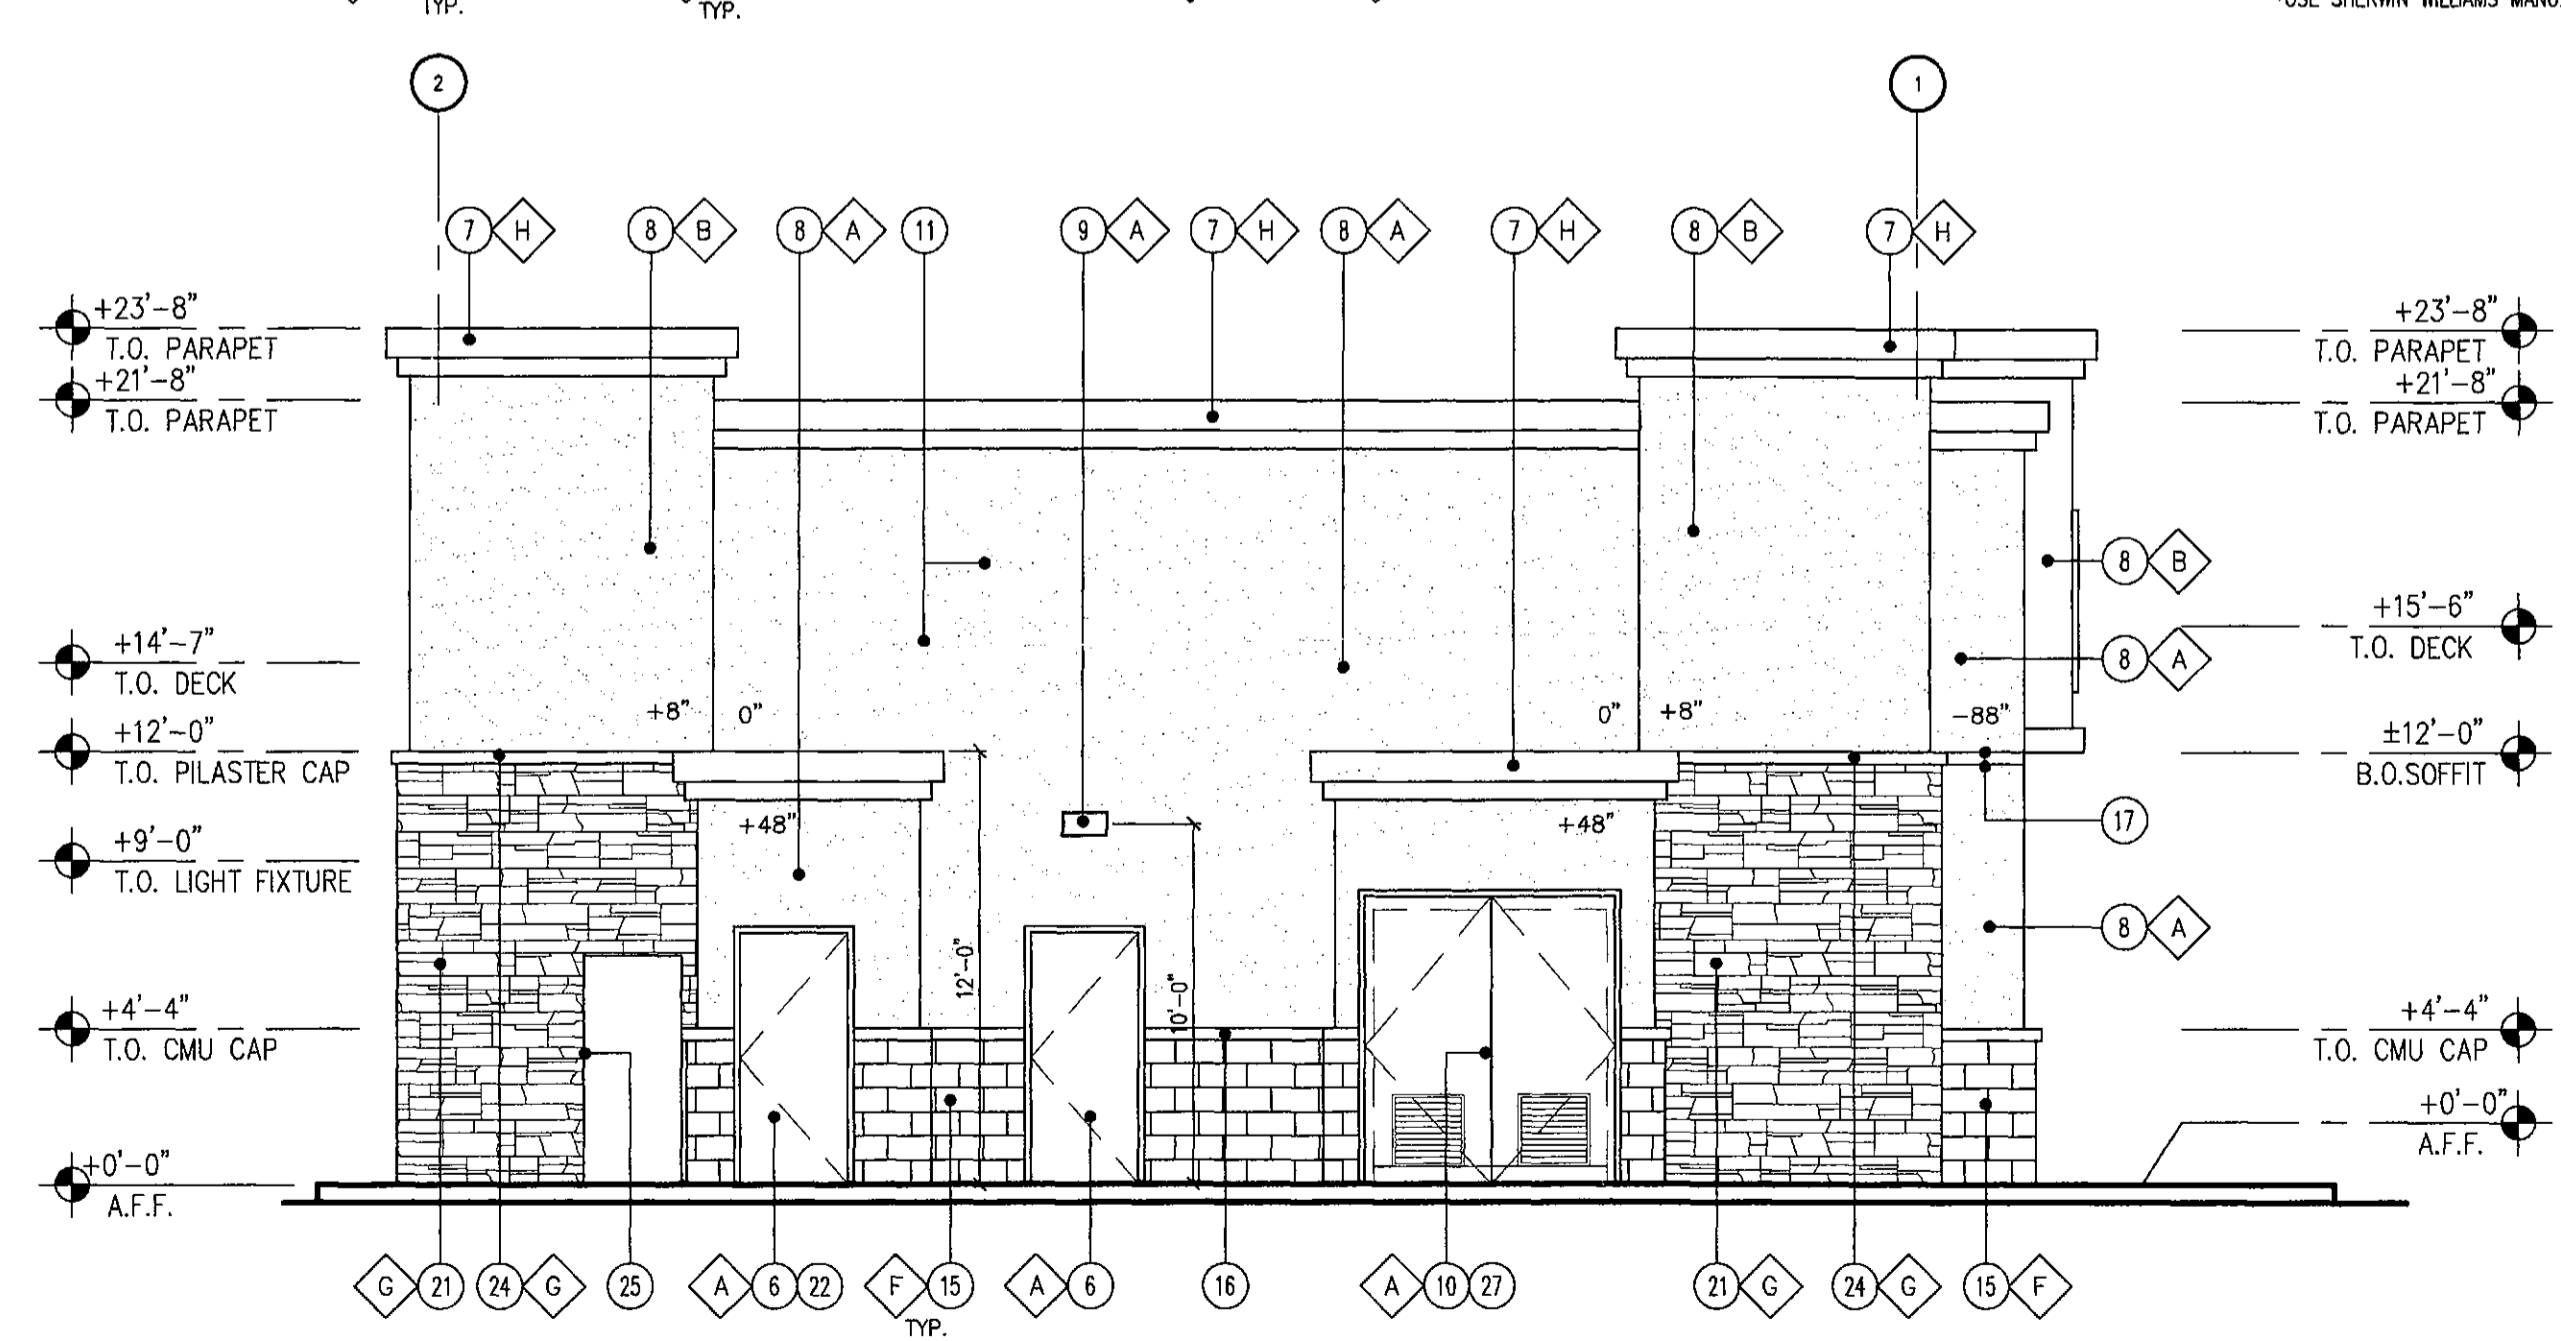 TYP.
TYP.
*USE SHERWIN WILLIAMS MANU.
2
1
7 H
8 B
8 A
11
9 A
7 H
8 A
7 H
8 B
7 H
+23'-8"
T.O. PARAPET
+21'-8"
T.O. PARAPET
+14'-7"
T.O. DECK
+12'-0"
T.O. PILASTER CAP
+9'-0"
T.O. LIGHT FIXTURE
+4'-4"
T.O. CMU CAP
+0'-0"
A.F.F.
+8"
0"
0"
+8"
-88"
+48"
+48"
12'-0"
10'-0"
+23'-8"
T.O. PARAPET
+21'-8"
T.O. PARAPET
8 B
+15'-6"
T.O. DECK
8 A
±12'-0"
B.O.SOFFIT
17
8 A
+4'-4"
T.O. CMU CAP
+0'-0"
A.F.F.
G 21
24 G
25
A 6 22
F 15
TYP.
A 6
16
A 10 27
21 G
24 G
15 F